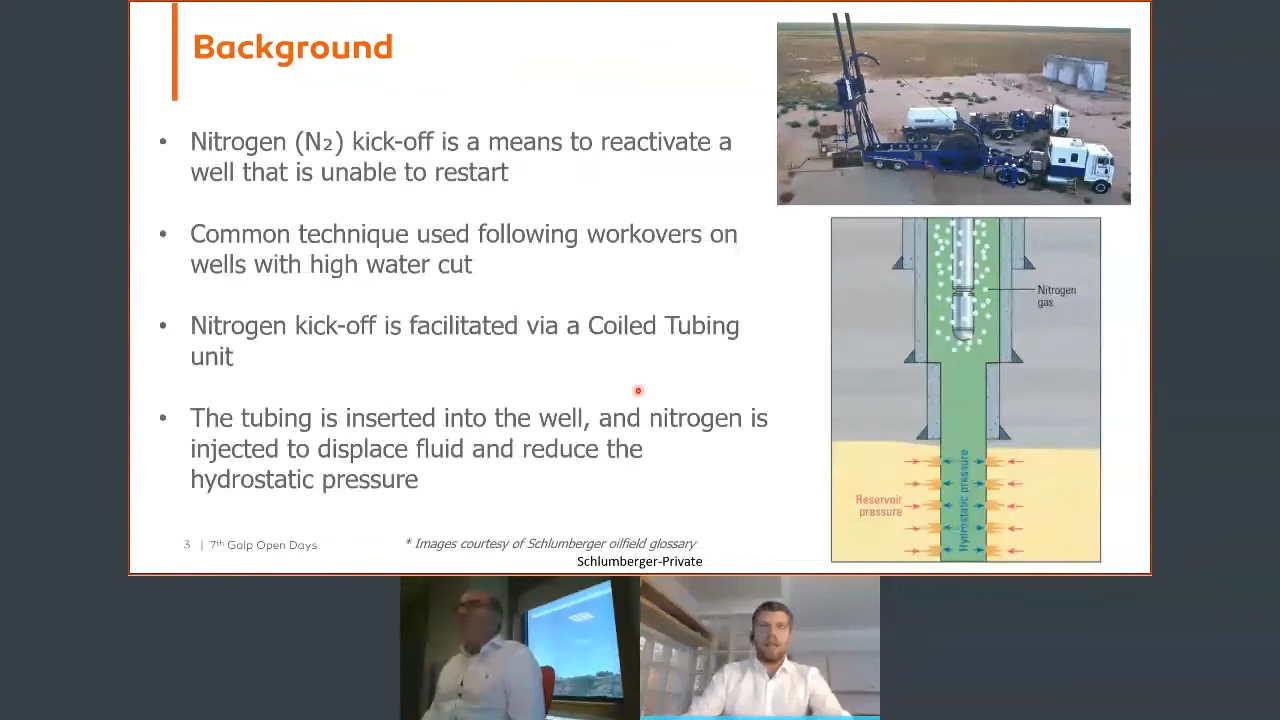 Background
• Nitrogen (N₂) kick-off is a means to reactivate a
well that is unable to restart
• Common technique used following workovers on
wells with high water cut
• Nitrogen kick-off is facilitated via a Coiled Tubing
unit
• The tubing is inserted into the well, and nitrogen is
injected to displace fluid and reduce the
hydrostatic pressure
Nitrogen
gas
Reservoir
pressure
Hydrostatic pressure
3 | 7th Galp Open Days
* Images courtesy of Schlumberger oilfield glossary
Schlumberger-Private